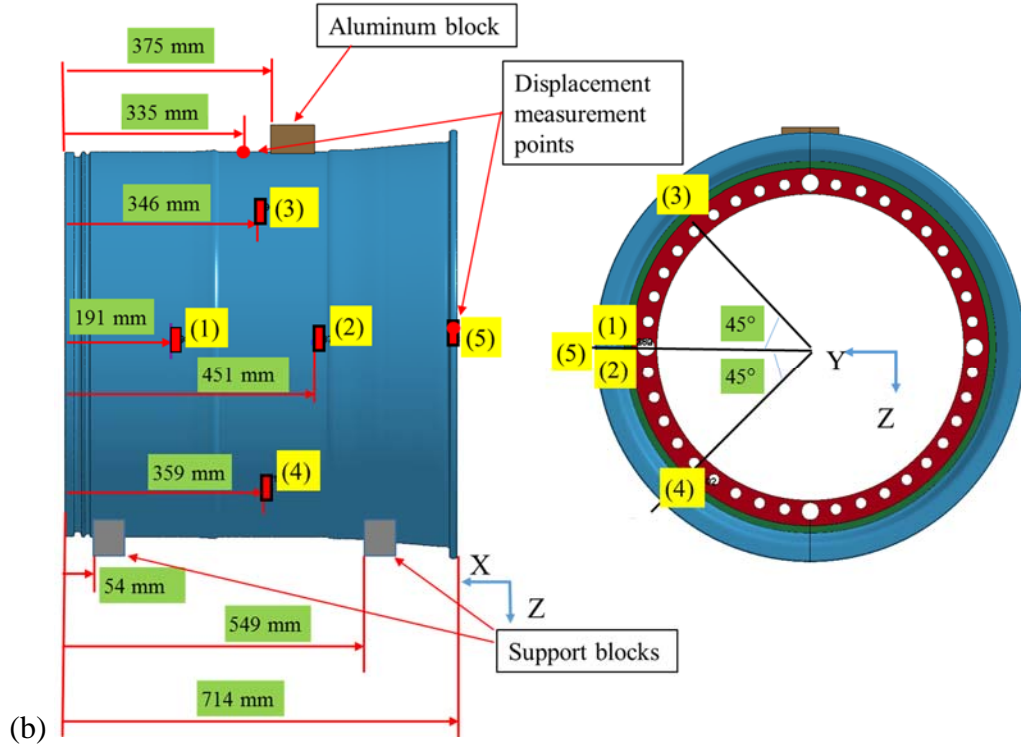 Aluminum block
375 mm
335 mm
Displacement
measurement
points
346 mm
(3)
(3)
191 mm
(1)
(2)
(5)
451 mm
45°
(1)
(5)
(2)
45°
Y
Z
359 mm
(4)
(4)
54 mm
X
Z
549 mm
Support blocks
714 mm
(b)